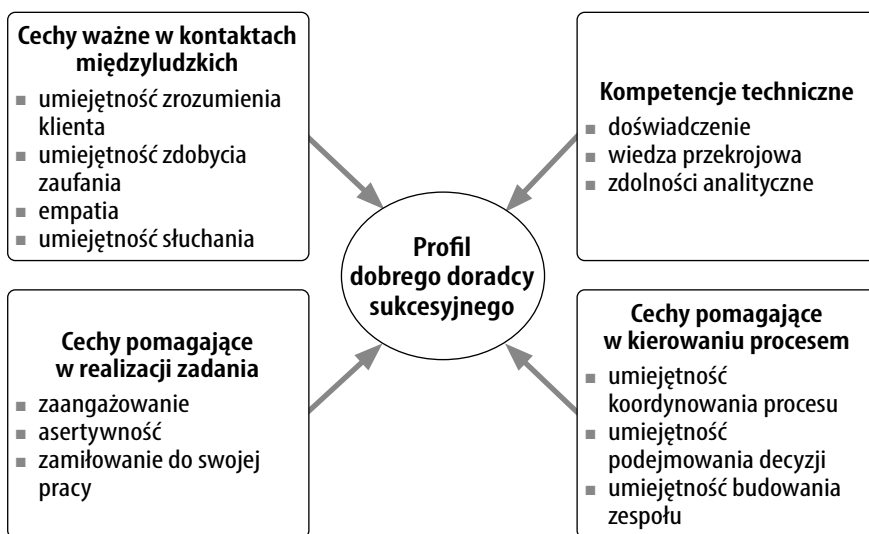 Cechy ważne w kontaktach
międzyludzkich
▪ umiejętność zrozumienia
klienta
▪ umiejętność zdobycia
zaufania
▪ empatia
▪ umiejętność słuchania
Kompetencje techniczne
▪ doświadczenie
▪ wiedza przekrojowa
▪ zdolności analityczne
Profil
dobrego doradcy
sukcesyjnego
Cechy pomagające
w realizacji zadania
▪ zaangażowanie
▪ asertywność
▪ zamiłowanie do swojej
pracy
Cechy pomagające
w kierowaniu procesem
▪ umiejętność
koordynowania procesu
▪ umiejętność
podejmowania decyzji
▪ umiejętność budowania
zespołu